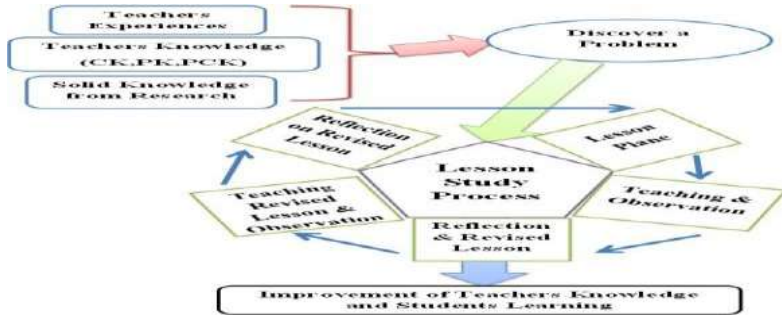 Teachers
Experiences
Teachers Knowledge
(CK,PK,PCK)
Solid Knowledge
from Research
Discover a
Problem
Reflection
on Revised
Lesson
Lesson
Plane
Lesson
Study
Process
Teaching
Revised
Lesson &
Observation
Teaching &
Observation
Reflection
& Revised
Lesson
Improvement of Teachers Knowledge
and Students Learning